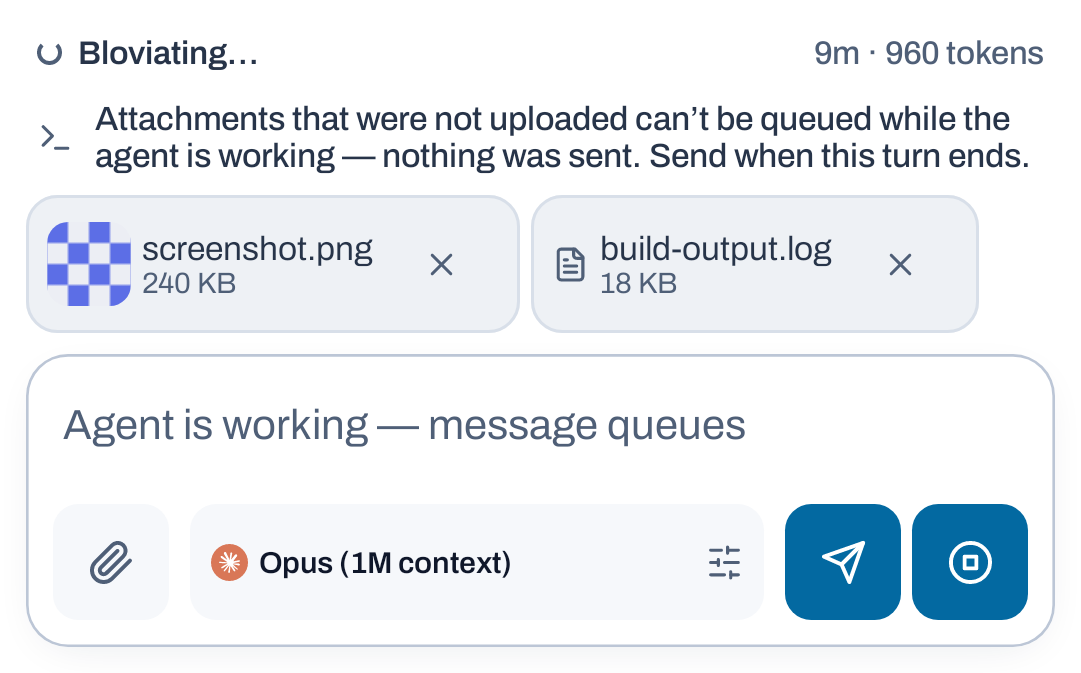 Bloviating…
9m · 960 tokens
Attachments that were not uploaded can’t be queued while the
agent is working — nothing was sent. Send when this turn ends.
screenshot.png
240 KB
build-output.log
18 KB
Agent is working — message queues
Opus (1M context)